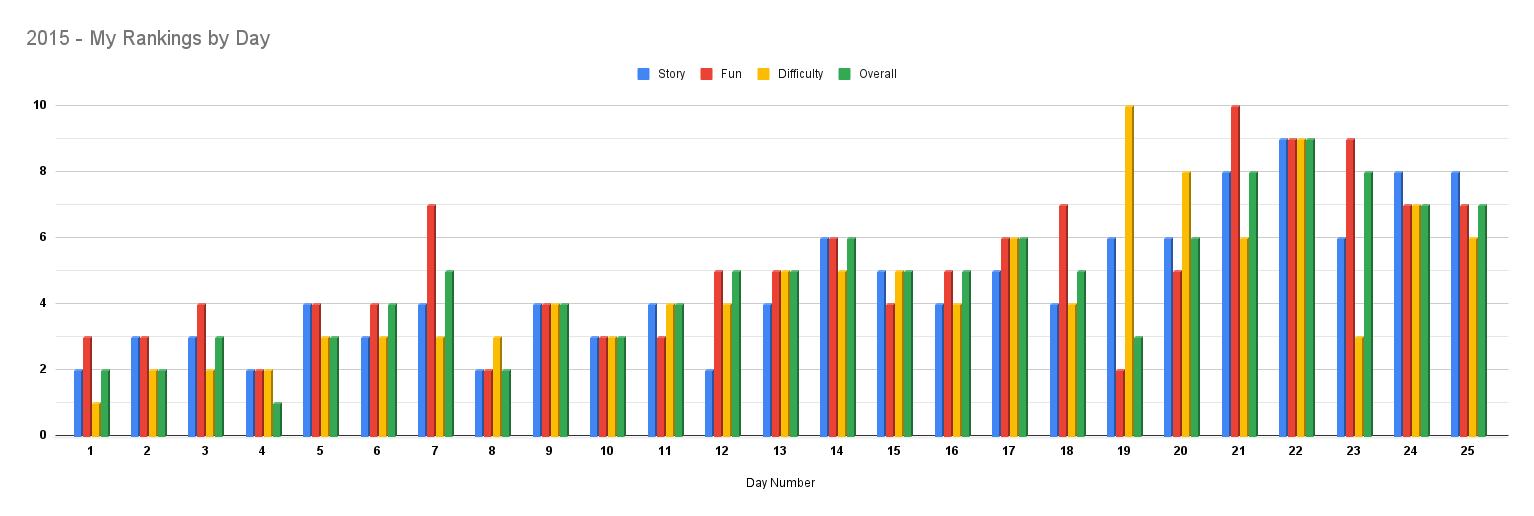 2015 - My Rankings by Day
Story Fun Difficulty Overall
10
8
6
4
2
0
1 2 3 4 5 6 7 8 9 10 11 12 13 14 15 16 17 18 19 20 21 22 23 24 25
Day Number